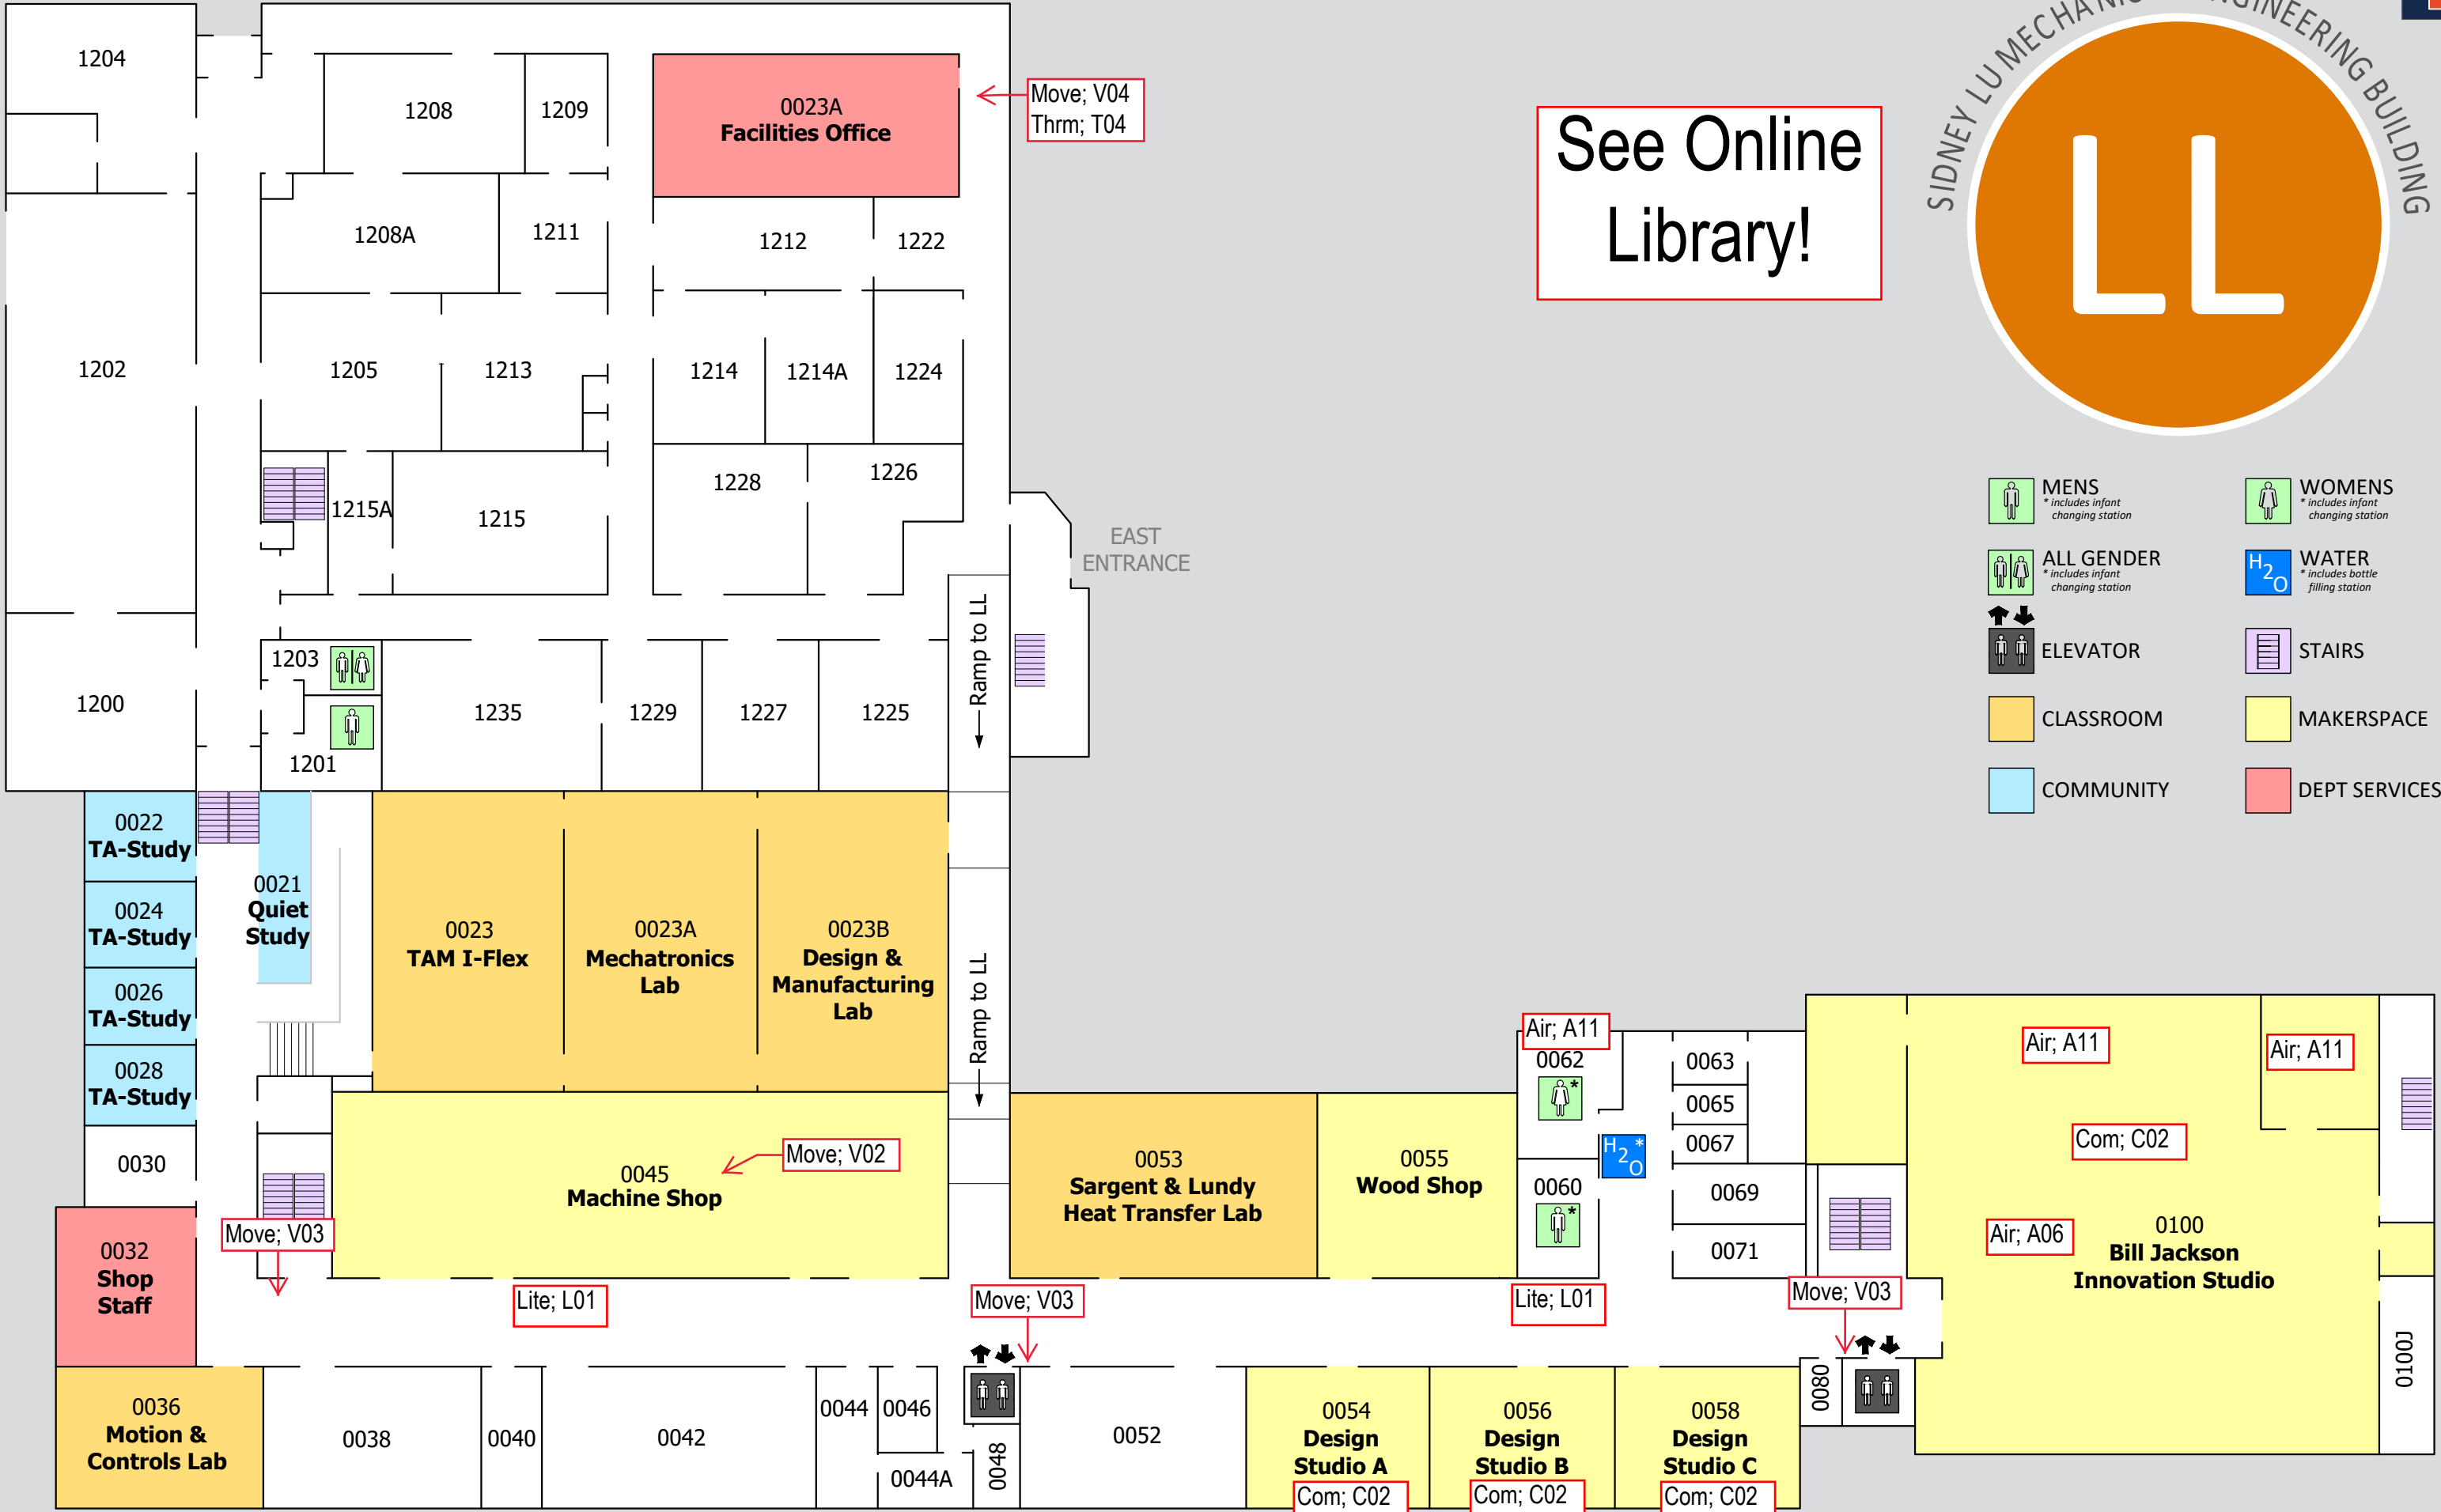 1204
1208
1209
0023A
Facilities Office
Move; V04
Thrm; T04
See Online
Library!
SIDNEY LU MECHANICAL ENGINEERING BUILDING
LL
1208A
1211
1212
1222
1202
1205
1213
1214
1214A
1224
1215A
1215
1228
1226
EAST
ENTRANCE
MENS
* includes infant
changing station
WOMENS
* includes infant
changing station
ALL GENDER
* includes infant
changing station
H2O
WATER
* includes bottle
filling station
ELEVATOR
STAIRS
CLASSROOM
MAKERSPACE
COMMUNITY
DEPT SERVICES
1203
1200
1201
1235
1229
1227
1225
Ramp to LL
0022
TA-Study
0024
TA-Study
0026
TA-Study
0028
TA-Study
0030
0021
Quiet
Study
0023
TAM I-Flex
0023A
Mechatronics
Lab
0023B
Design &
Manufacturing
Lab
Ramp to LL
0045
Machine Shop
Move; V02
0053
Sargent & Lundy
Heat Transfer Lab
0055
Wood Shop
Air; A11
0062
*
H2O*
0060
*
0063
0065
0067
0069
0071
Air; A11
Air; A11
Com; C02
Air; A06
0100
Bill Jackson
Innovation Studio
0100J
0032
Shop
Staff
Move; V03
Lite; L01
Move; V03
Lite; L01
Move; V03
0036
Motion &
Controls Lab
0038
0040
0042
0044
0046
0044A
0048
0052
0054
Design
Studio A
Com; C02
0056
Design
Studio B
Com; C02
0058
Design
Studio C
Com; C02
0080